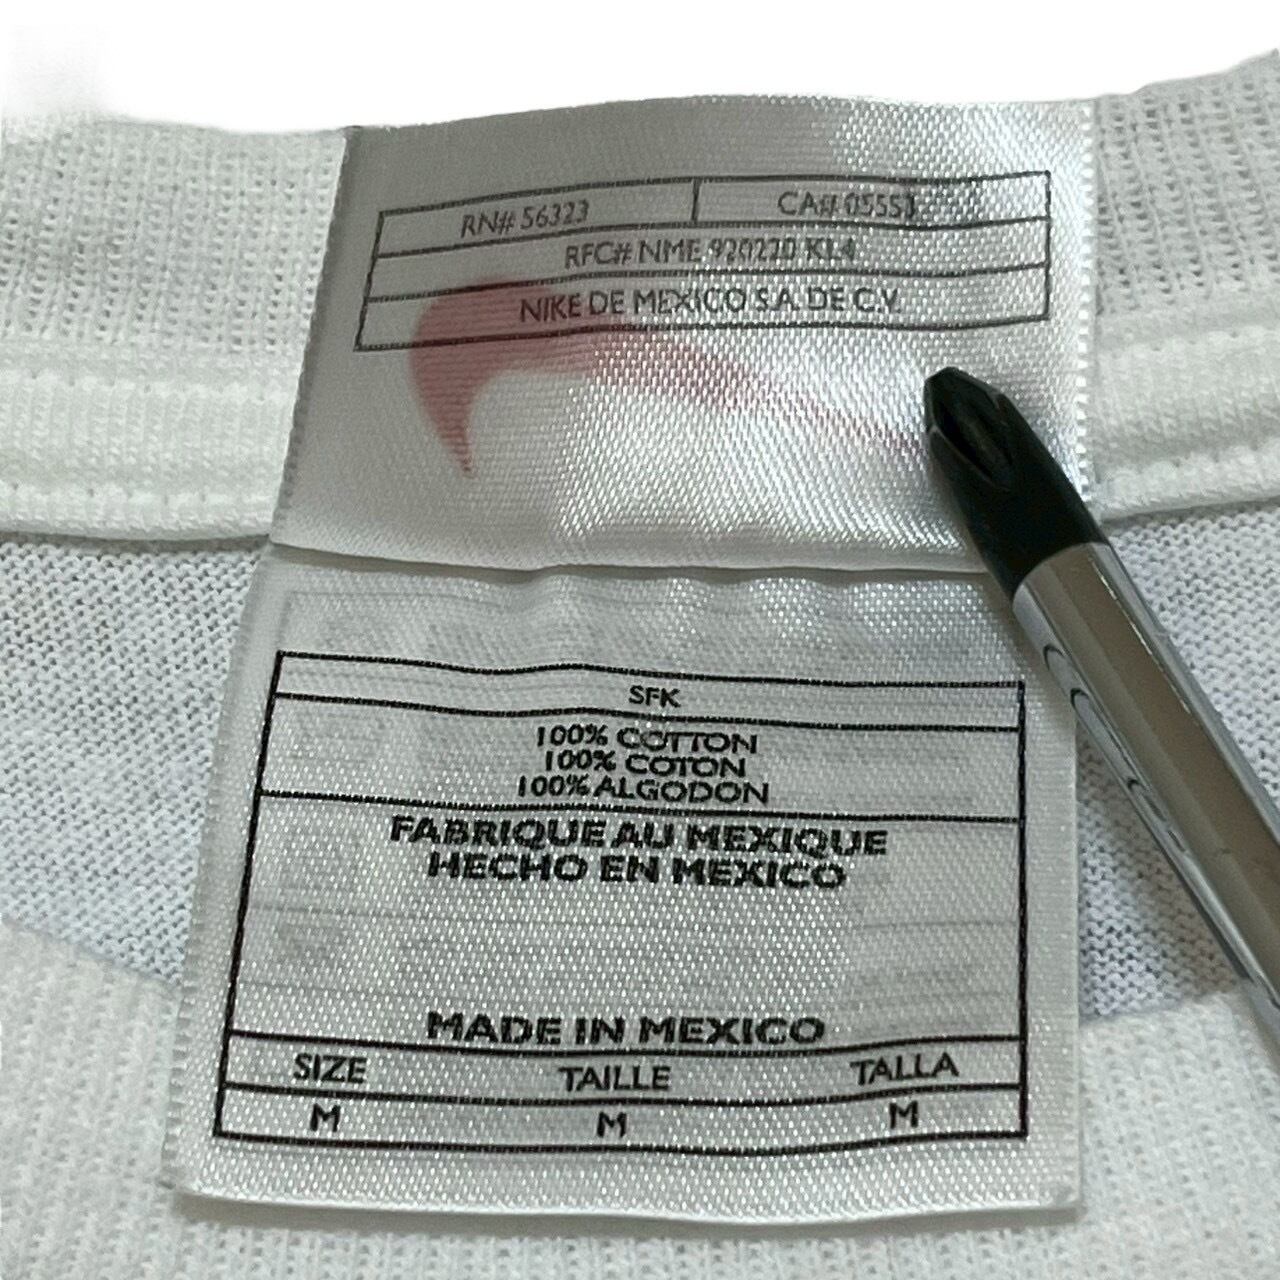 RN# 56323 CA# 05553
RFC# NME 920220 KL4
NIKE DE MEXICO S.A. DE C.V.
SFK
100% COTTON
100% COTON
100% ALGODON
FABRIQUE AU MEXIQUE
HECHO EN MEXICO
MADE IN MEXICO
SIZE TAILLE TALLA
M M M